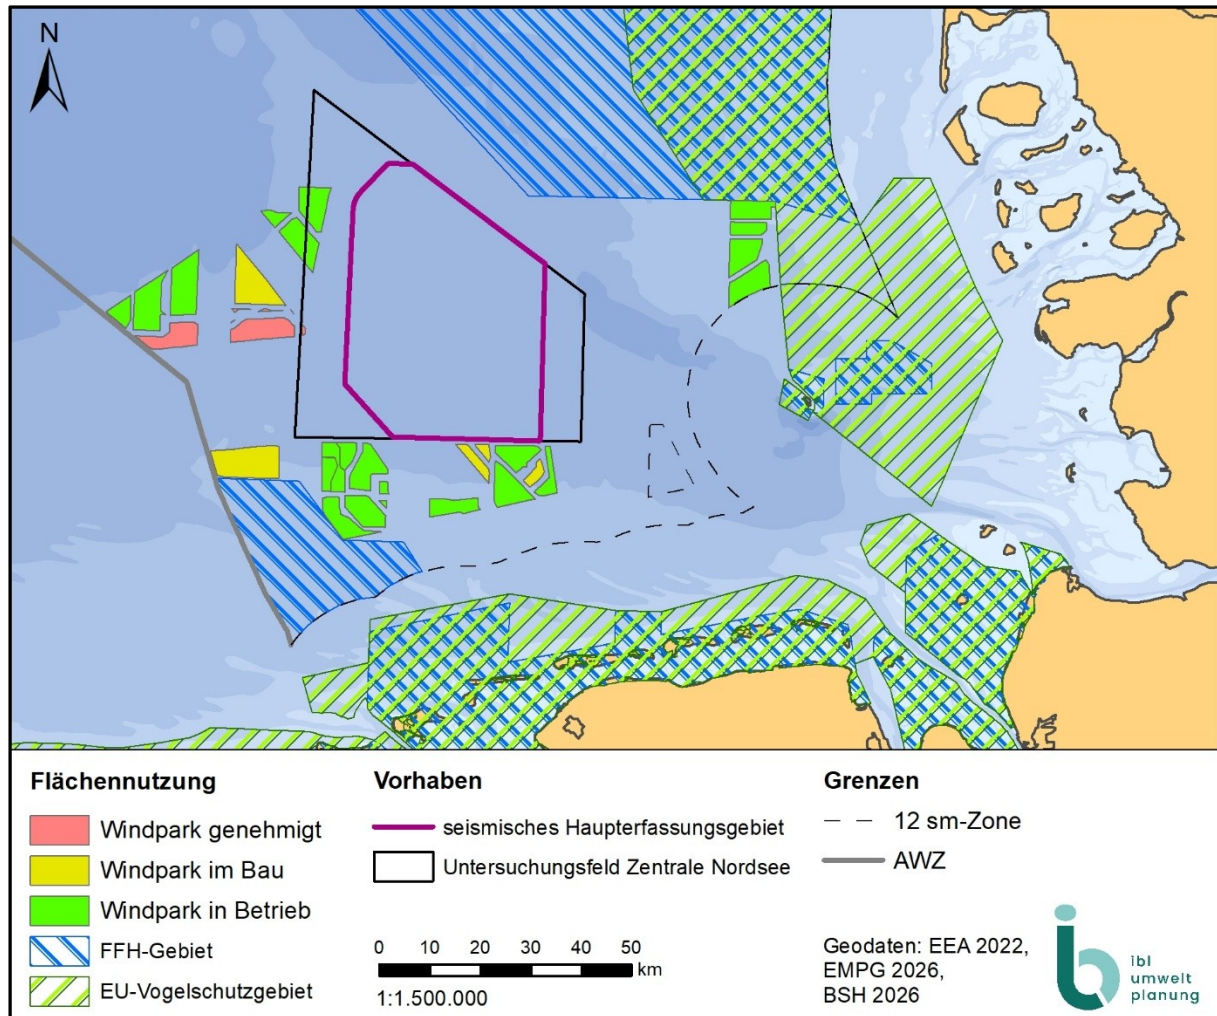 N
Flächennutzung
Windpark genehmigt
Windpark im Bau
Windpark in Betrieb
FFH-Gebiet
EU-Vogelschutzgebiet
Vorhaben
seismisches Haupterfassungsgebiet
Untersuchungsfeld Zentrale Nordsee
0 10 20 30 40 50
km
1:1.500.000
Grenzen
12 sm-Zone
AWZ
Geodaten: EEA 2022,
EMPG 2026,
BSH 2026
ibl
umwelt
planung